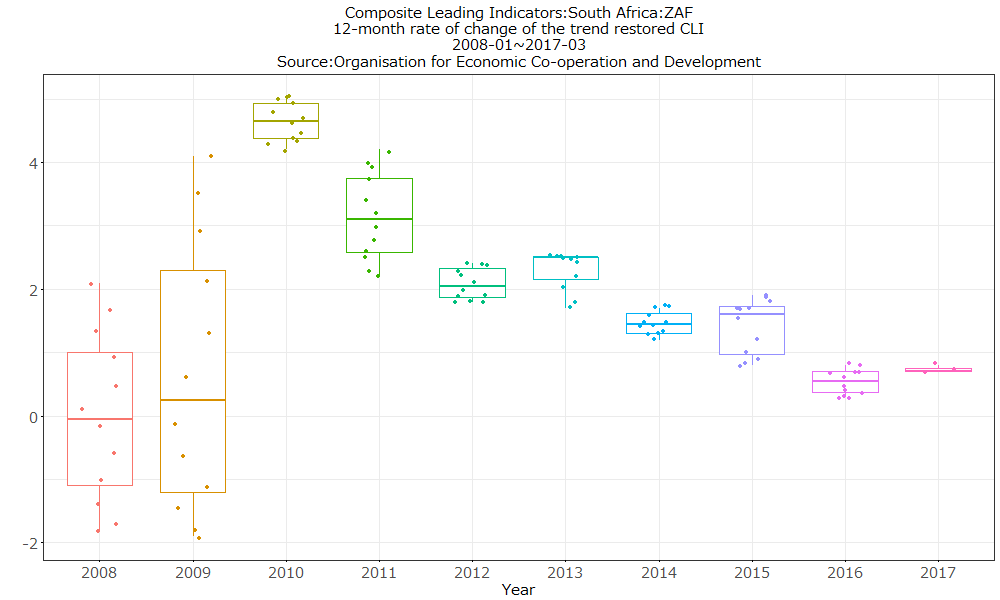 Composite Leading Indicators:South Africa:ZAF
12-month rate of change of the trend restored CLI
2008-01~2017-03
Source:Organisation for Economic Co-operation and Development
4
2
0
-2
2008 2009 2010 2011 2012 2013 2014 2015 2016 2017
Year